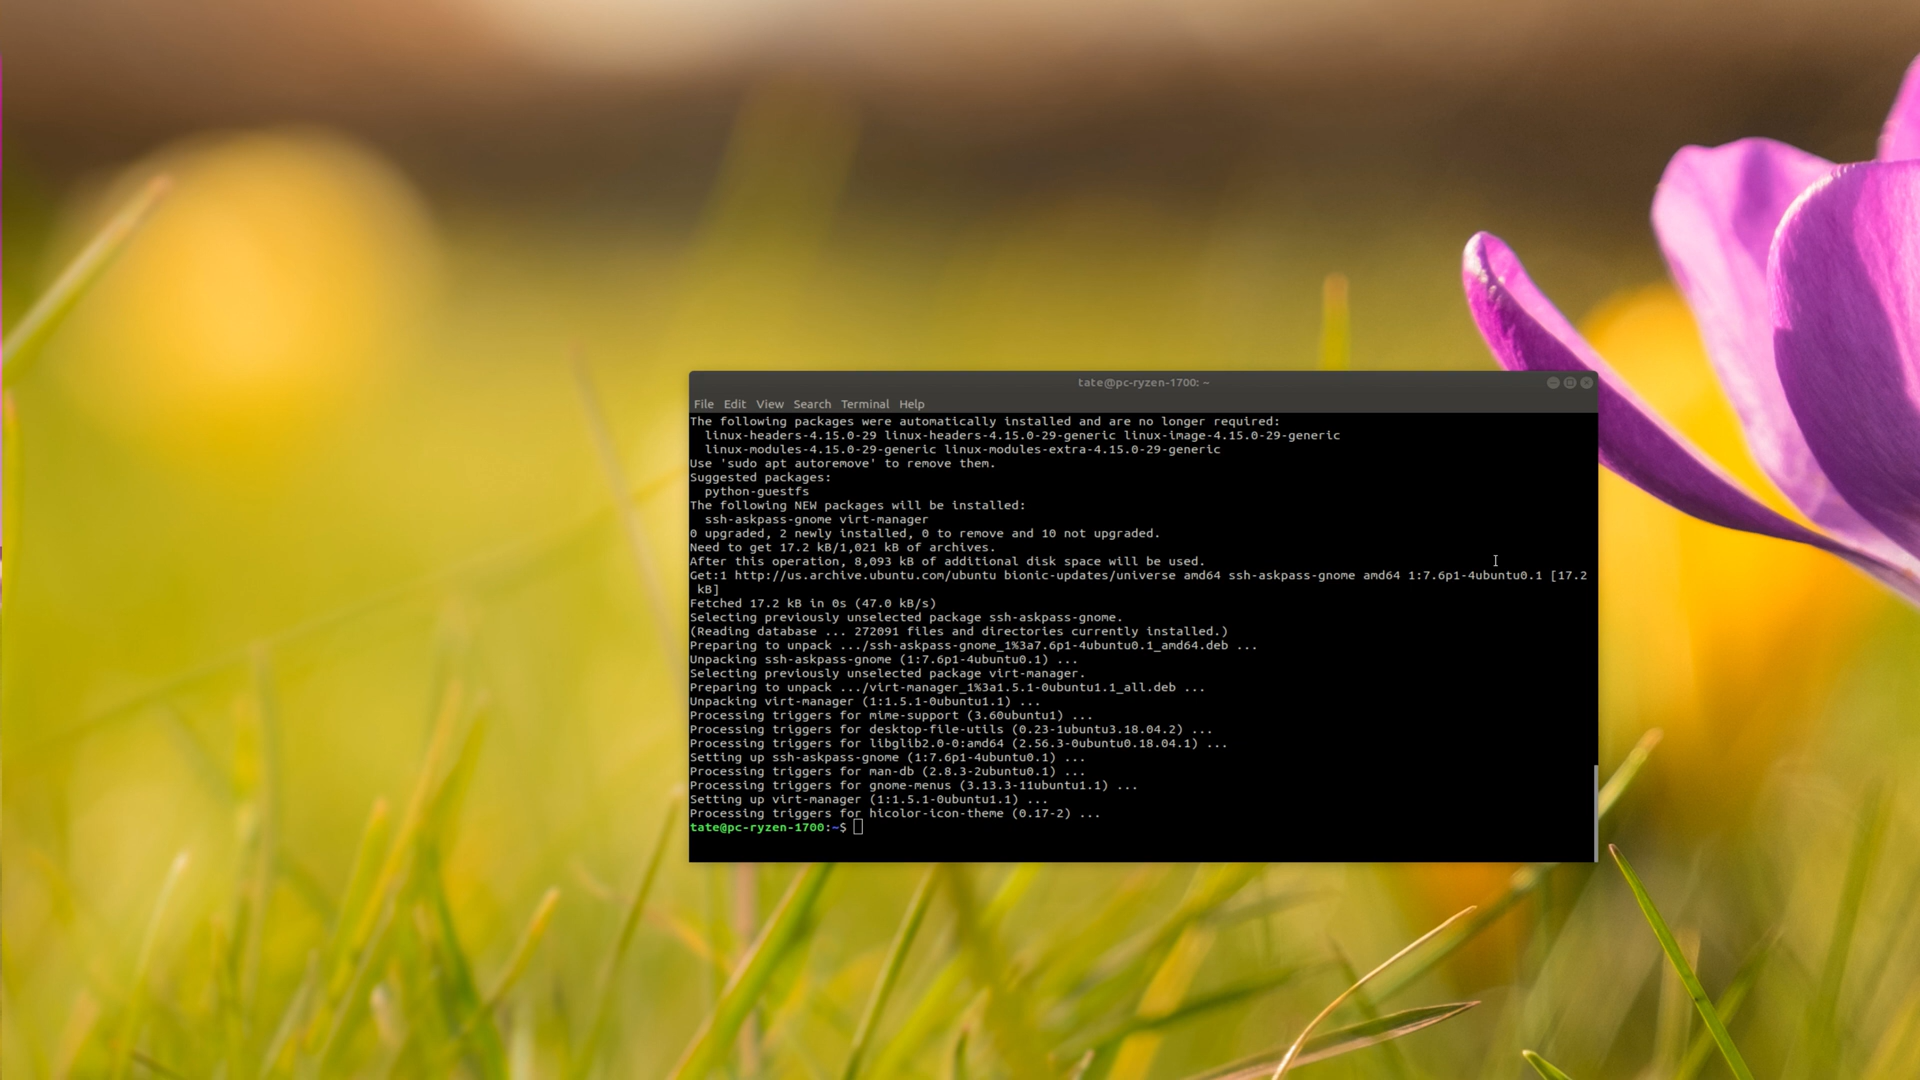 tate@pc-ryzen-1700: ~
File Edit View Search Terminal Help
The following packages were automatically installed and are no longer required:
  linux-headers-4.15.0-29 linux-headers-4.15.0-29-generic linux-image-4.15.0-29-generic
  linux-modules-4.15.0-29-generic linux-modules-extra-4.15.0-29-generic
Use 'sudo apt autoremove' to remove them.
Suggested packages:
  python-guestfs
The following NEW packages will be installed:
  ssh-askpass-gnome virt-manager
0 upgraded, 2 newly installed, 0 to remove and 10 not upgraded.
Need to get 17.2 kB/1,021 kB of archives.
After this operation, 8,093 kB of additional disk space will be used.
Get:1 http://us.archive.ubuntu.com/ubuntu bionic-updates/universe amd64 ssh-askpass-gnome amd64 1:7.6p1-4ubuntu0.1 [17.2
 kB]
Fetched 17.2 kB in 0s (47.0 kB/s)
Selecting previously unselected package ssh-askpass-gnome.
(Reading database ... 272091 files and directories currently installed.)
Preparing to unpack .../ssh-askpass-gnome_1%3a7.6p1-4ubuntu0.1_amd64.deb ...
Unpacking ssh-askpass-gnome (1:7.6p1-4ubuntu0.1) ...
Selecting previously unselected package virt-manager.
Preparing to unpack .../virt-manager_1%3a1.5.1-0ubuntu1.1_all.deb ...
Unpacking virt-manager (1:1.5.1-0ubuntu1.1) ...
Processing triggers for mime-support (3.60ubuntu1) ...
Processing triggers for desktop-file-utils (0.23-1ubuntu3.18.04.2) ...
Processing triggers for libglib2.0-0:amd64 (2.56.3-0ubuntu0.18.04.1) ...
Setting up ssh-askpass-gnome (1:7.6p1-4ubuntu0.1) ...
Processing triggers for man-db (2.8.3-2ubuntu0.1) ...
Processing triggers for gnome-menus (3.13.3-11ubuntu1.1) ...
Setting up virt-manager (1:1.5.1-0ubuntu1.1) ...
Processing triggers for hicolor-icon-theme (0.17-2) ...
tate@pc-ryzen-1700:~$